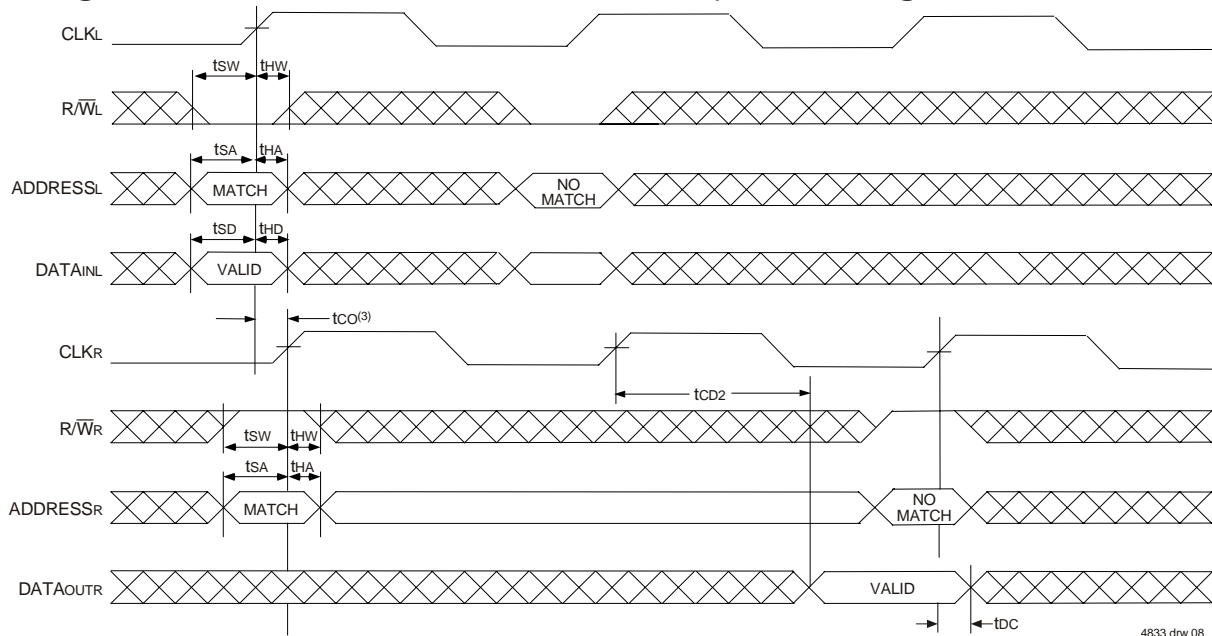 CLKL
tSW tHW
R/W̅L
tSA tHA
ADDRESSL MATCH NO MATCH
tSD tHD
DATAINL VALID
tCO(3)
CLKR
tCD2
R/W̅R
tSW tHW
tSA tHA
ADDRESSR MATCH NO MATCH
DATAOUTR VALID
tDC
4833 drw 08